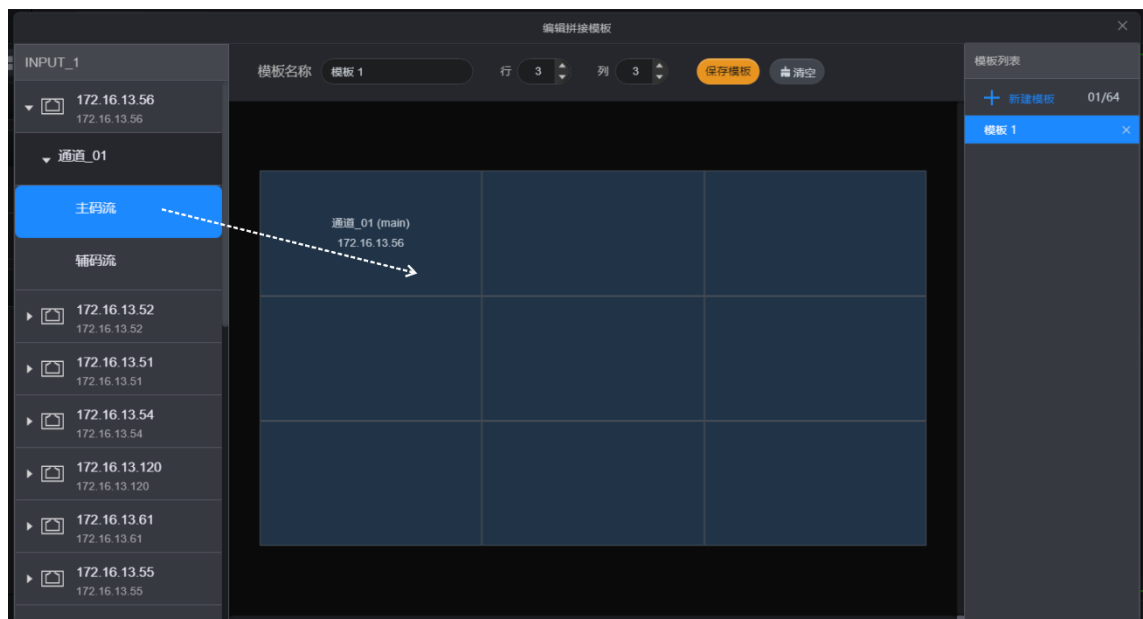 编辑拼接模板
INPUT_1
172.16.13.56
172.16.13.56
通道_01
主码流
辅码流
172.16.13.52
172.16.13.52
172.16.13.51
172.16.13.51
172.16.13.54
172.16.13.54
172.16.13.120
172.16.13.120
172.16.13.61
172.16.13.61
172.16.13.55
172.16.13.55
模板名称 模板 1 行 3 列 3 保存模板 清空
通道_01 (main)
172.16.13.56
模板列表
新建模板 01/64
模板 1